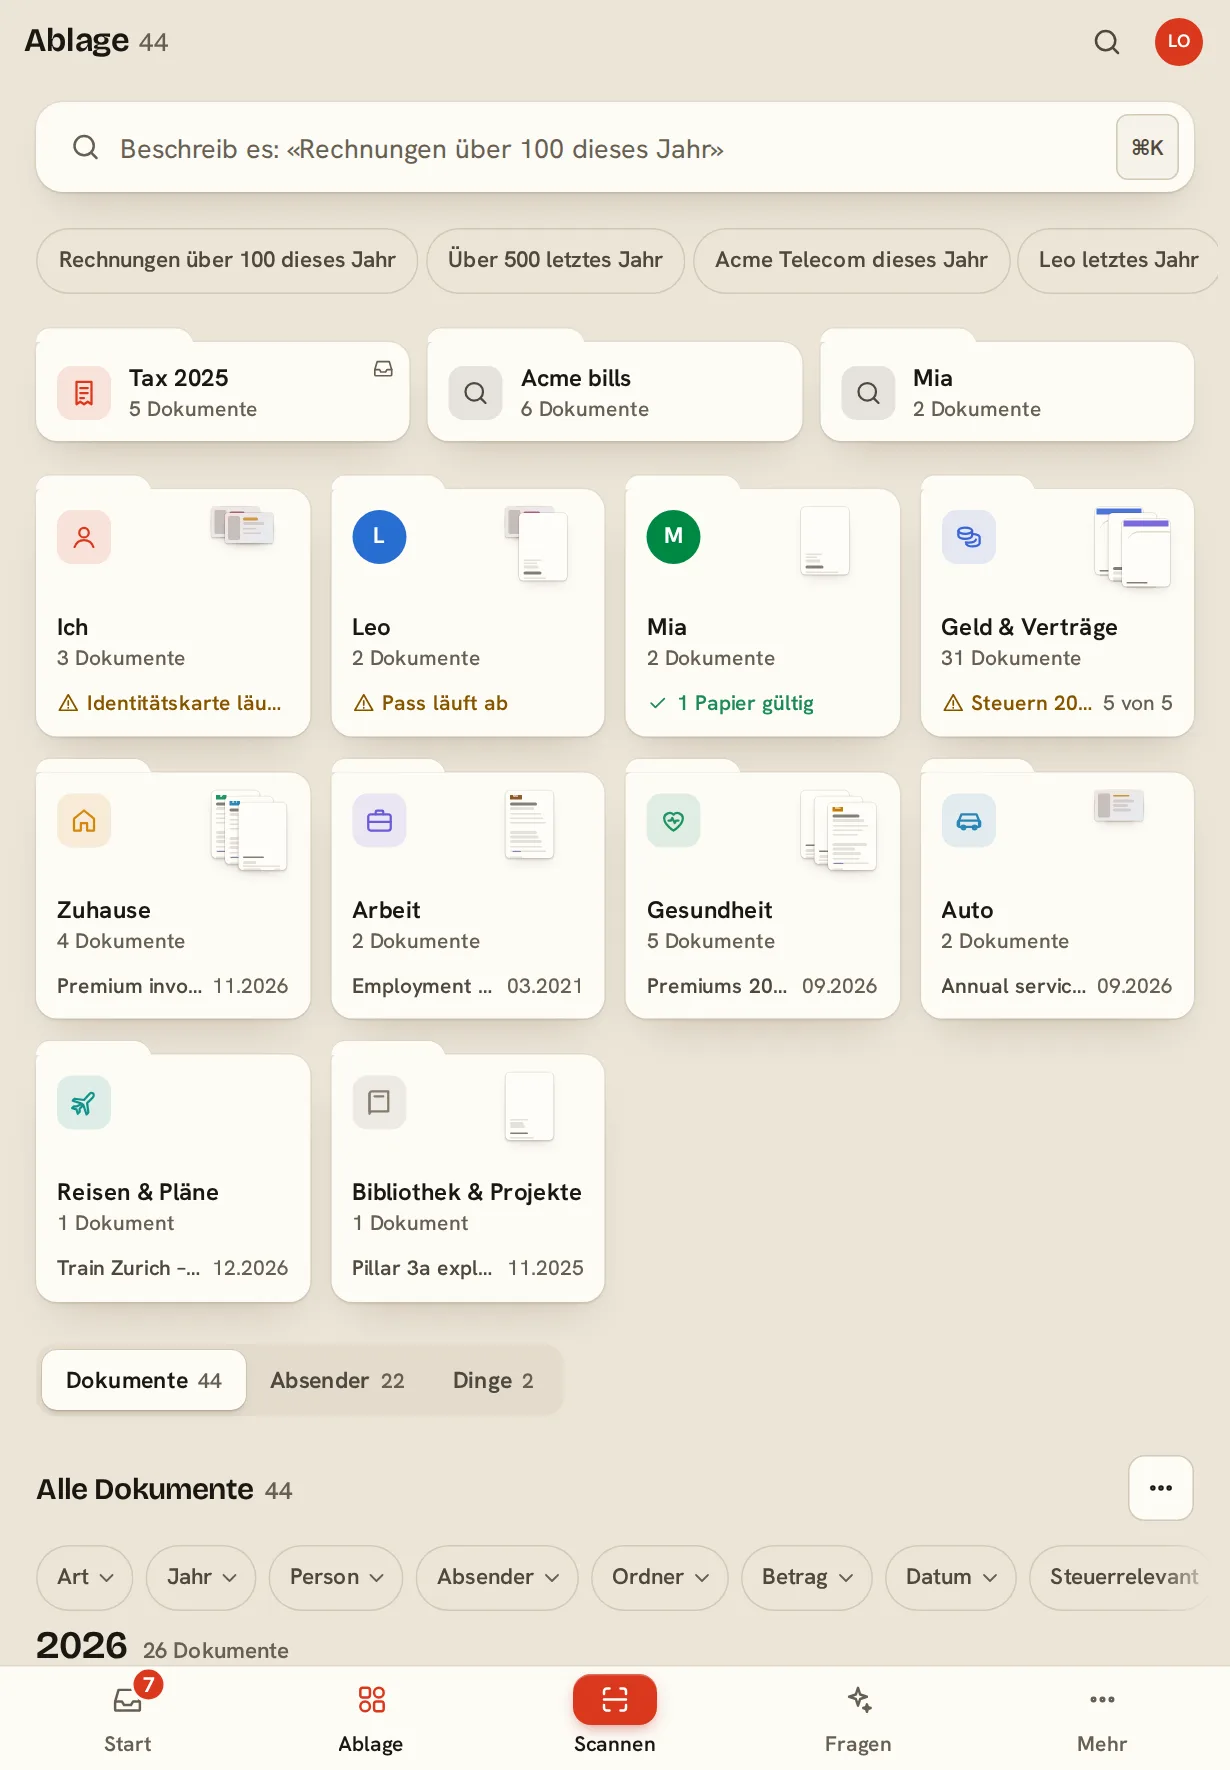 Ablage 44
LO
Beschreib es: «Rechnungen über 100 dieses Jahr»
⌘K
Rechnungen über 100 dieses Jahr
Über 500 letztes Jahr
Acme Telecom dieses Jahr
Leo letztes Jahr
Tax 2025
5 Dokumente
Acme bills
6 Dokumente
Mia
2 Dokumente
Ich
3 Dokumente
Identitätskarte läu...
L
Leo
2 Dokumente
Pass läuft ab
M
Mia
2 Dokumente
1 Papier gültig
Geld & Verträge
31 Dokumente
Steuern 20... 5 von 5
Zuhause
4 Dokumente
Premium invo... 11.2026
Arbeit
2 Dokumente
Employment ... 03.2021
Gesundheit
5 Dokumente
Premiums 20... 09.2026
Auto
2 Dokumente
Annual servic... 09.2026
Reisen & Pläne
1 Dokument
Train Zurich –... 12.2026
Bibliothek & Projekte
1 Dokument
Pillar 3a expl... 11.2025
Dokumente 44
Absender 22
Dinge 2
Alle Dokumente 44
Art
Jahr
Person
Absender
Ordner
Betrag
Datum
Steuerrelevant
2026 26 Dokumente
7
Start
Ablage
Scannen
Fragen
Mehr